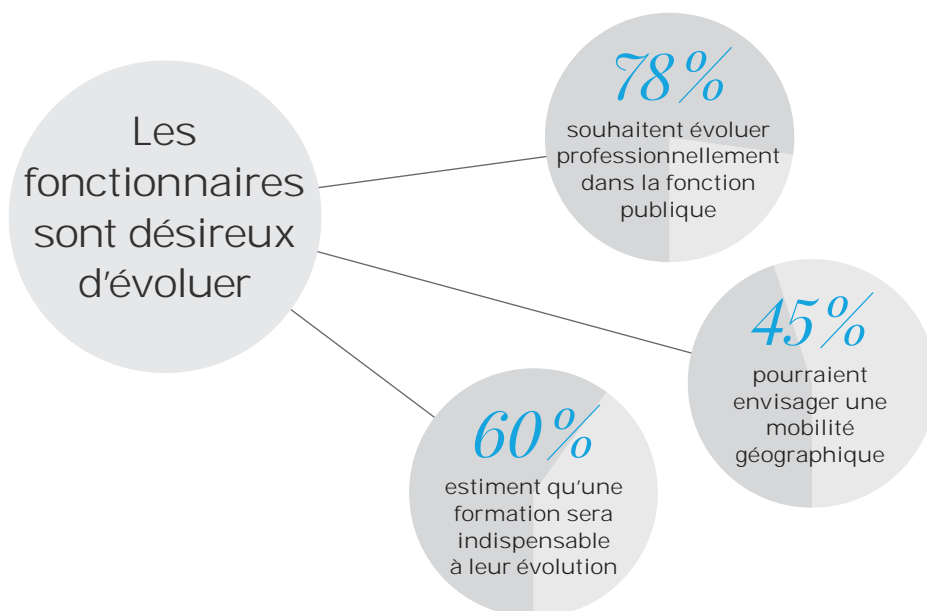 Les
fonctionnaires
sont désireux
d'évoluer
78%
souhaitent évoluer
professionnellement
dans la fonction
publique
45%
pourraient
envisager une
mobilité
géographique
60%
estiment qu'une
formation sera
indispensable
à leur évolution